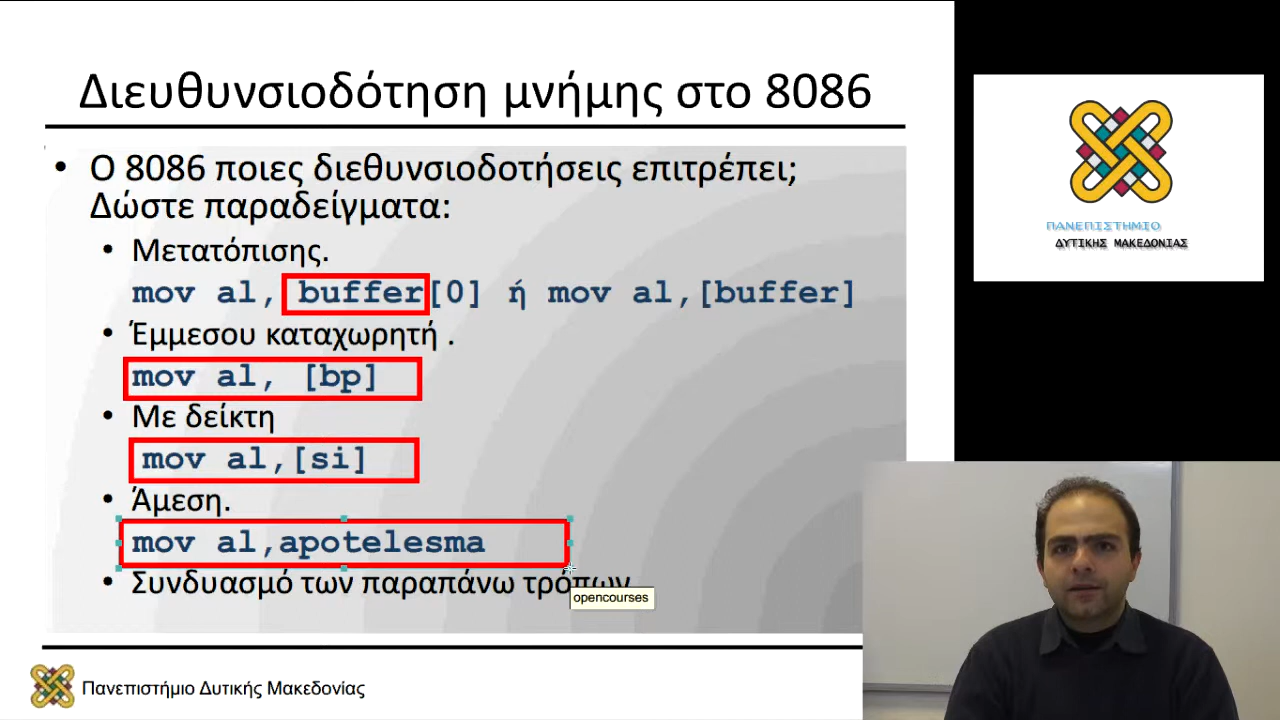 Διευθυνσιοδότηση μνήμης στο 8086
• Ο 8086 ποιες διεθυνσιοδοτήσεις επιτρέπει;
Δώστε παραδείγματα:
• Μετατόπισης.
mov al, buffer[0] ή mov al,[buffer]
• Έμμεσου καταχωρητή .
mov al, [bp]
• Με δείκτη
mov al,[si]
• Άμεση.
mov al,apotelesma
• Συνδυασμό των παραπάνω τρόπων
opencourses
Πανεπιστήμιο Δυτικής Μακεδονίας
ΠΑΝΕΠΙΣΤΗΜΙΟ
ΔΥΤΙΚΗΣ ΜΑΚΕΔΟΝΙΑΣ